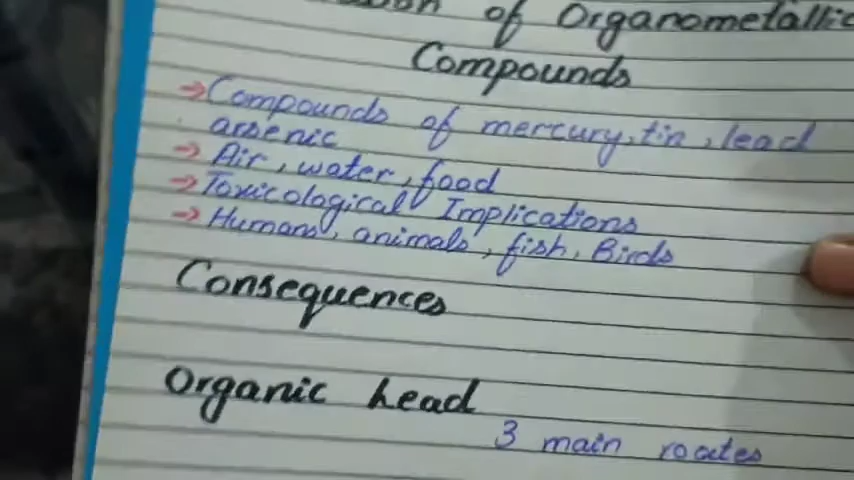 of Organometallic
Compounds
→Compounds of mercury, tin, lead
arsenic
→ Air, water, food
→ Toxicological Implications
→ Humans, animals, fish, Birds
Consequences
Organic Lead
3 main routes